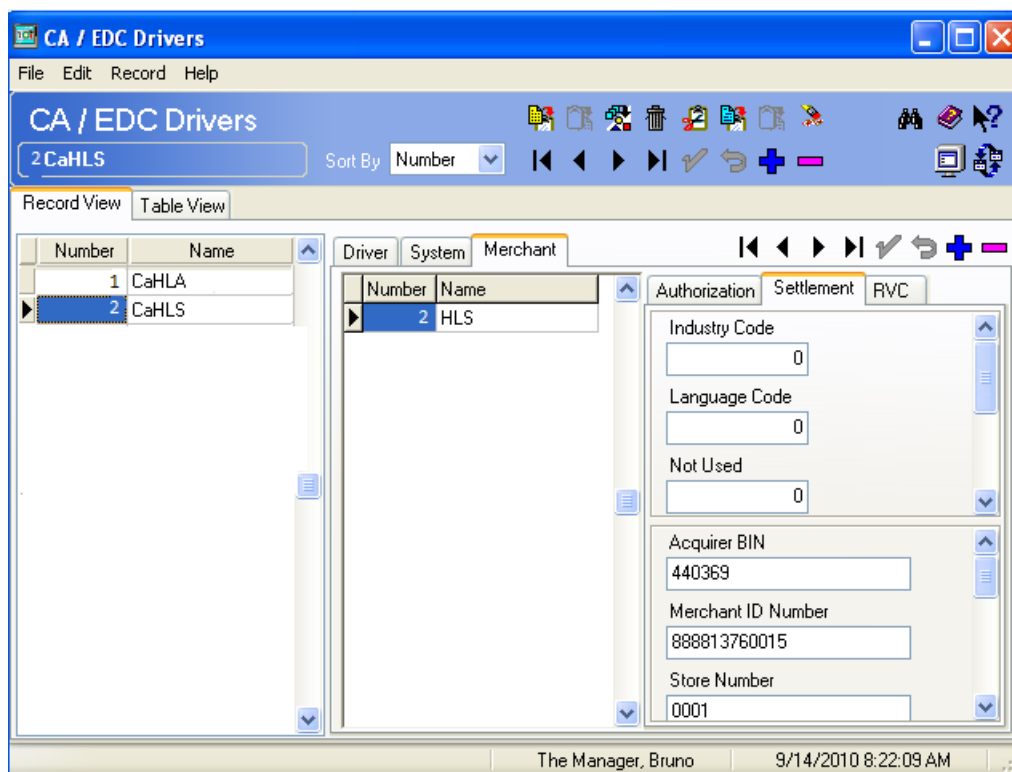 CA / EDC Drivers
File Edit Record Help
CA / EDC Drivers
2 CaHLS
Sort By Number
Record View Table View
Number Name
1 CaHLA
2 CaHLS
Driver System Merchant
Number Name
2 HLS
Authorization Settlement RVC
Industry Code
0
Language Code
0
Not Used
0
Acquirer BIN
440369
Merchant ID Number
888813760015
Store Number
0001
The Manager, Bruno 9/14/2010 8:22:09 AM